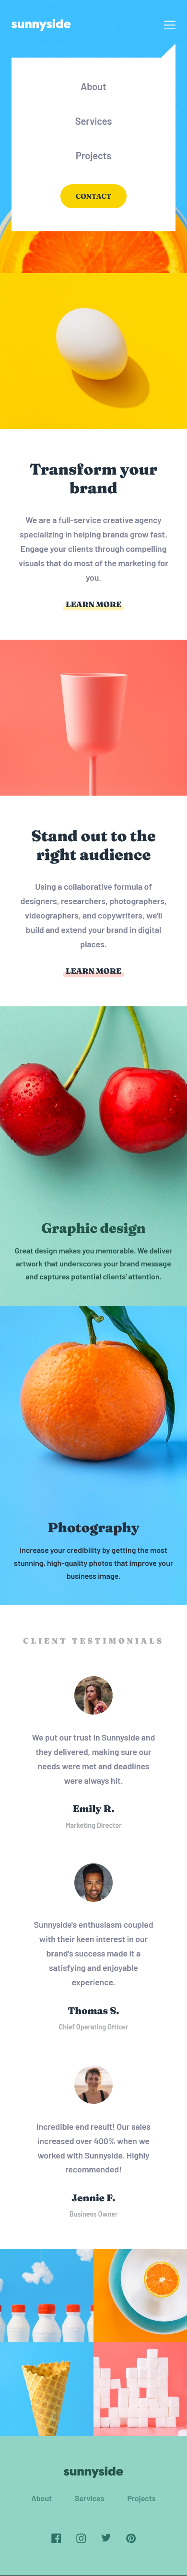 sunnyside
About
Services
Projects
CONTACT
Transform your
brand
We are a full-service creative agency
specializing in helping brands grow fast.
Engage your clients through compelling
visuals that do most of the marketing for
you.
LEARN MORE
Stand out to the
right audience
Using a collaborative formula of
designers, researchers, photographers,
videographers, and copywriters, we'll
build and extend your brand in digital
places.
LEARN MORE
Graphic design
Great design makes you memorable. We deliver
artwork that underscores your brand message
and captures potential clients' attention.
Photography
Increase your credibility by getting the most
stunning, high-quality photos that improve your
business image.
CLIENT TESTIMONIALS
We put our trust in Sunnyside and
they delivered, making sure our
needs were met and deadlines
were always hit.
Emily R.
Marketing Director
Sunnyside's enthusiasm coupled
with their keen interest in our
brand's success made it a
satisfying and enjoyable
experience.
Thomas S.
Chief Operating Officer
Incredible end result! Our sales
increased over 400% when we
worked with Sunnyside. Highly
recommended!
Jennie F.
Business Owner
sunnyside
About Services Projects